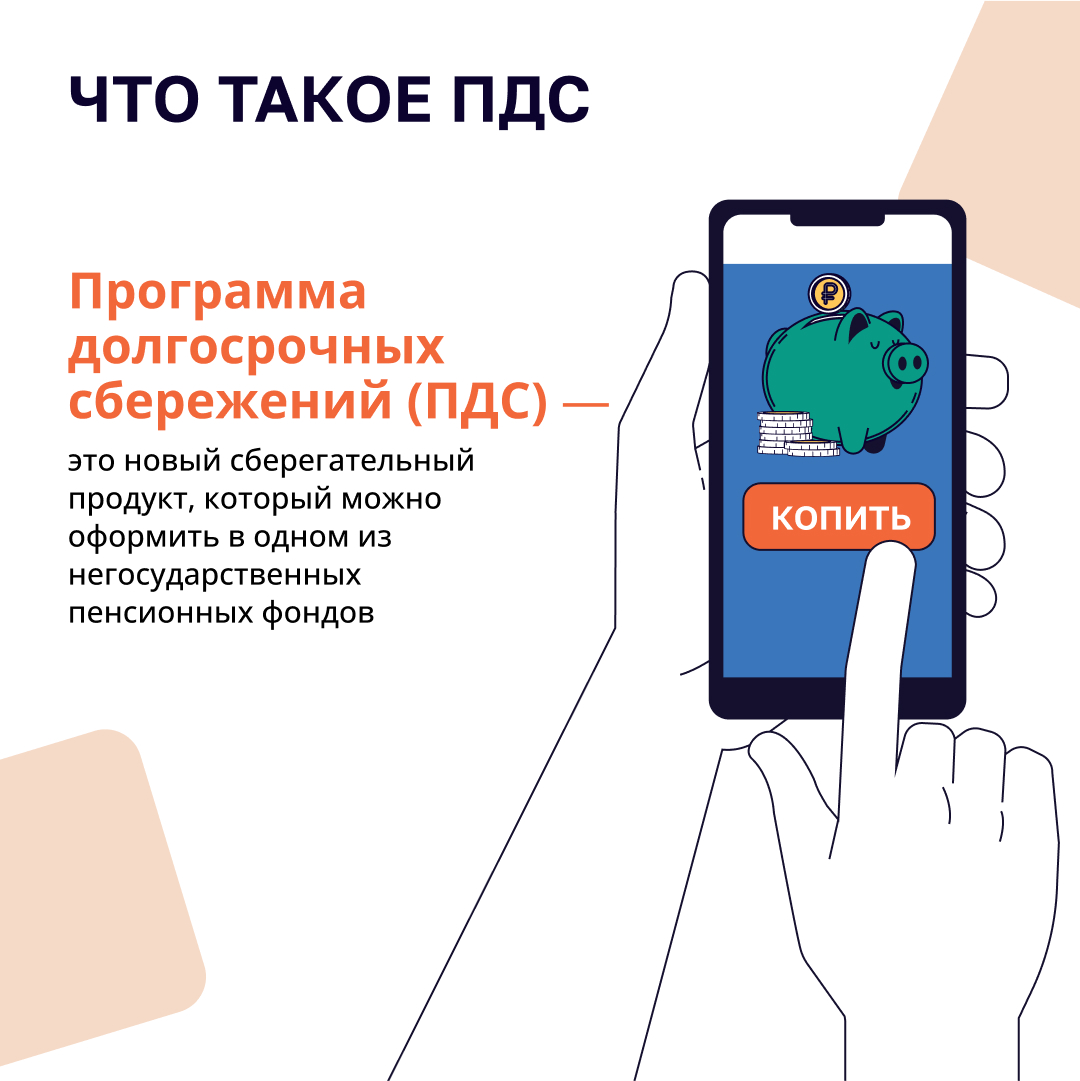 ЧТО ТАКОЕ ПДС
Программа
долгосрочных
сбережений (ПДС) —
это новый сберегательный
продукт, который можно
оформить в одном из
негосударственных
пенсионных фондов
КОПИТЬ